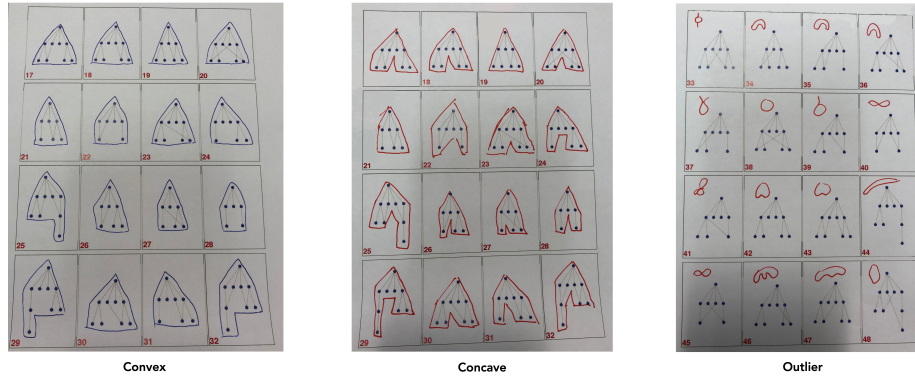 17 18 19 20
21 22 23 24
25 26 27 28
29 30 31 32
Convex
18 19 20
21 22 23 24
25 26 27 28
29 30 31 32
Concave
33 34 35 36
37 38 39 40
41 42 43 44
45 46 47 48
Outlier